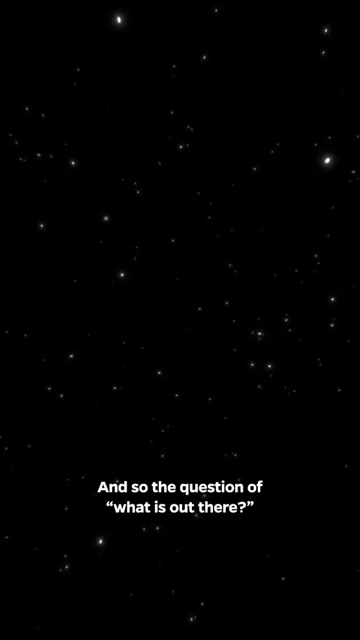 And so the question of
“what is out there?”